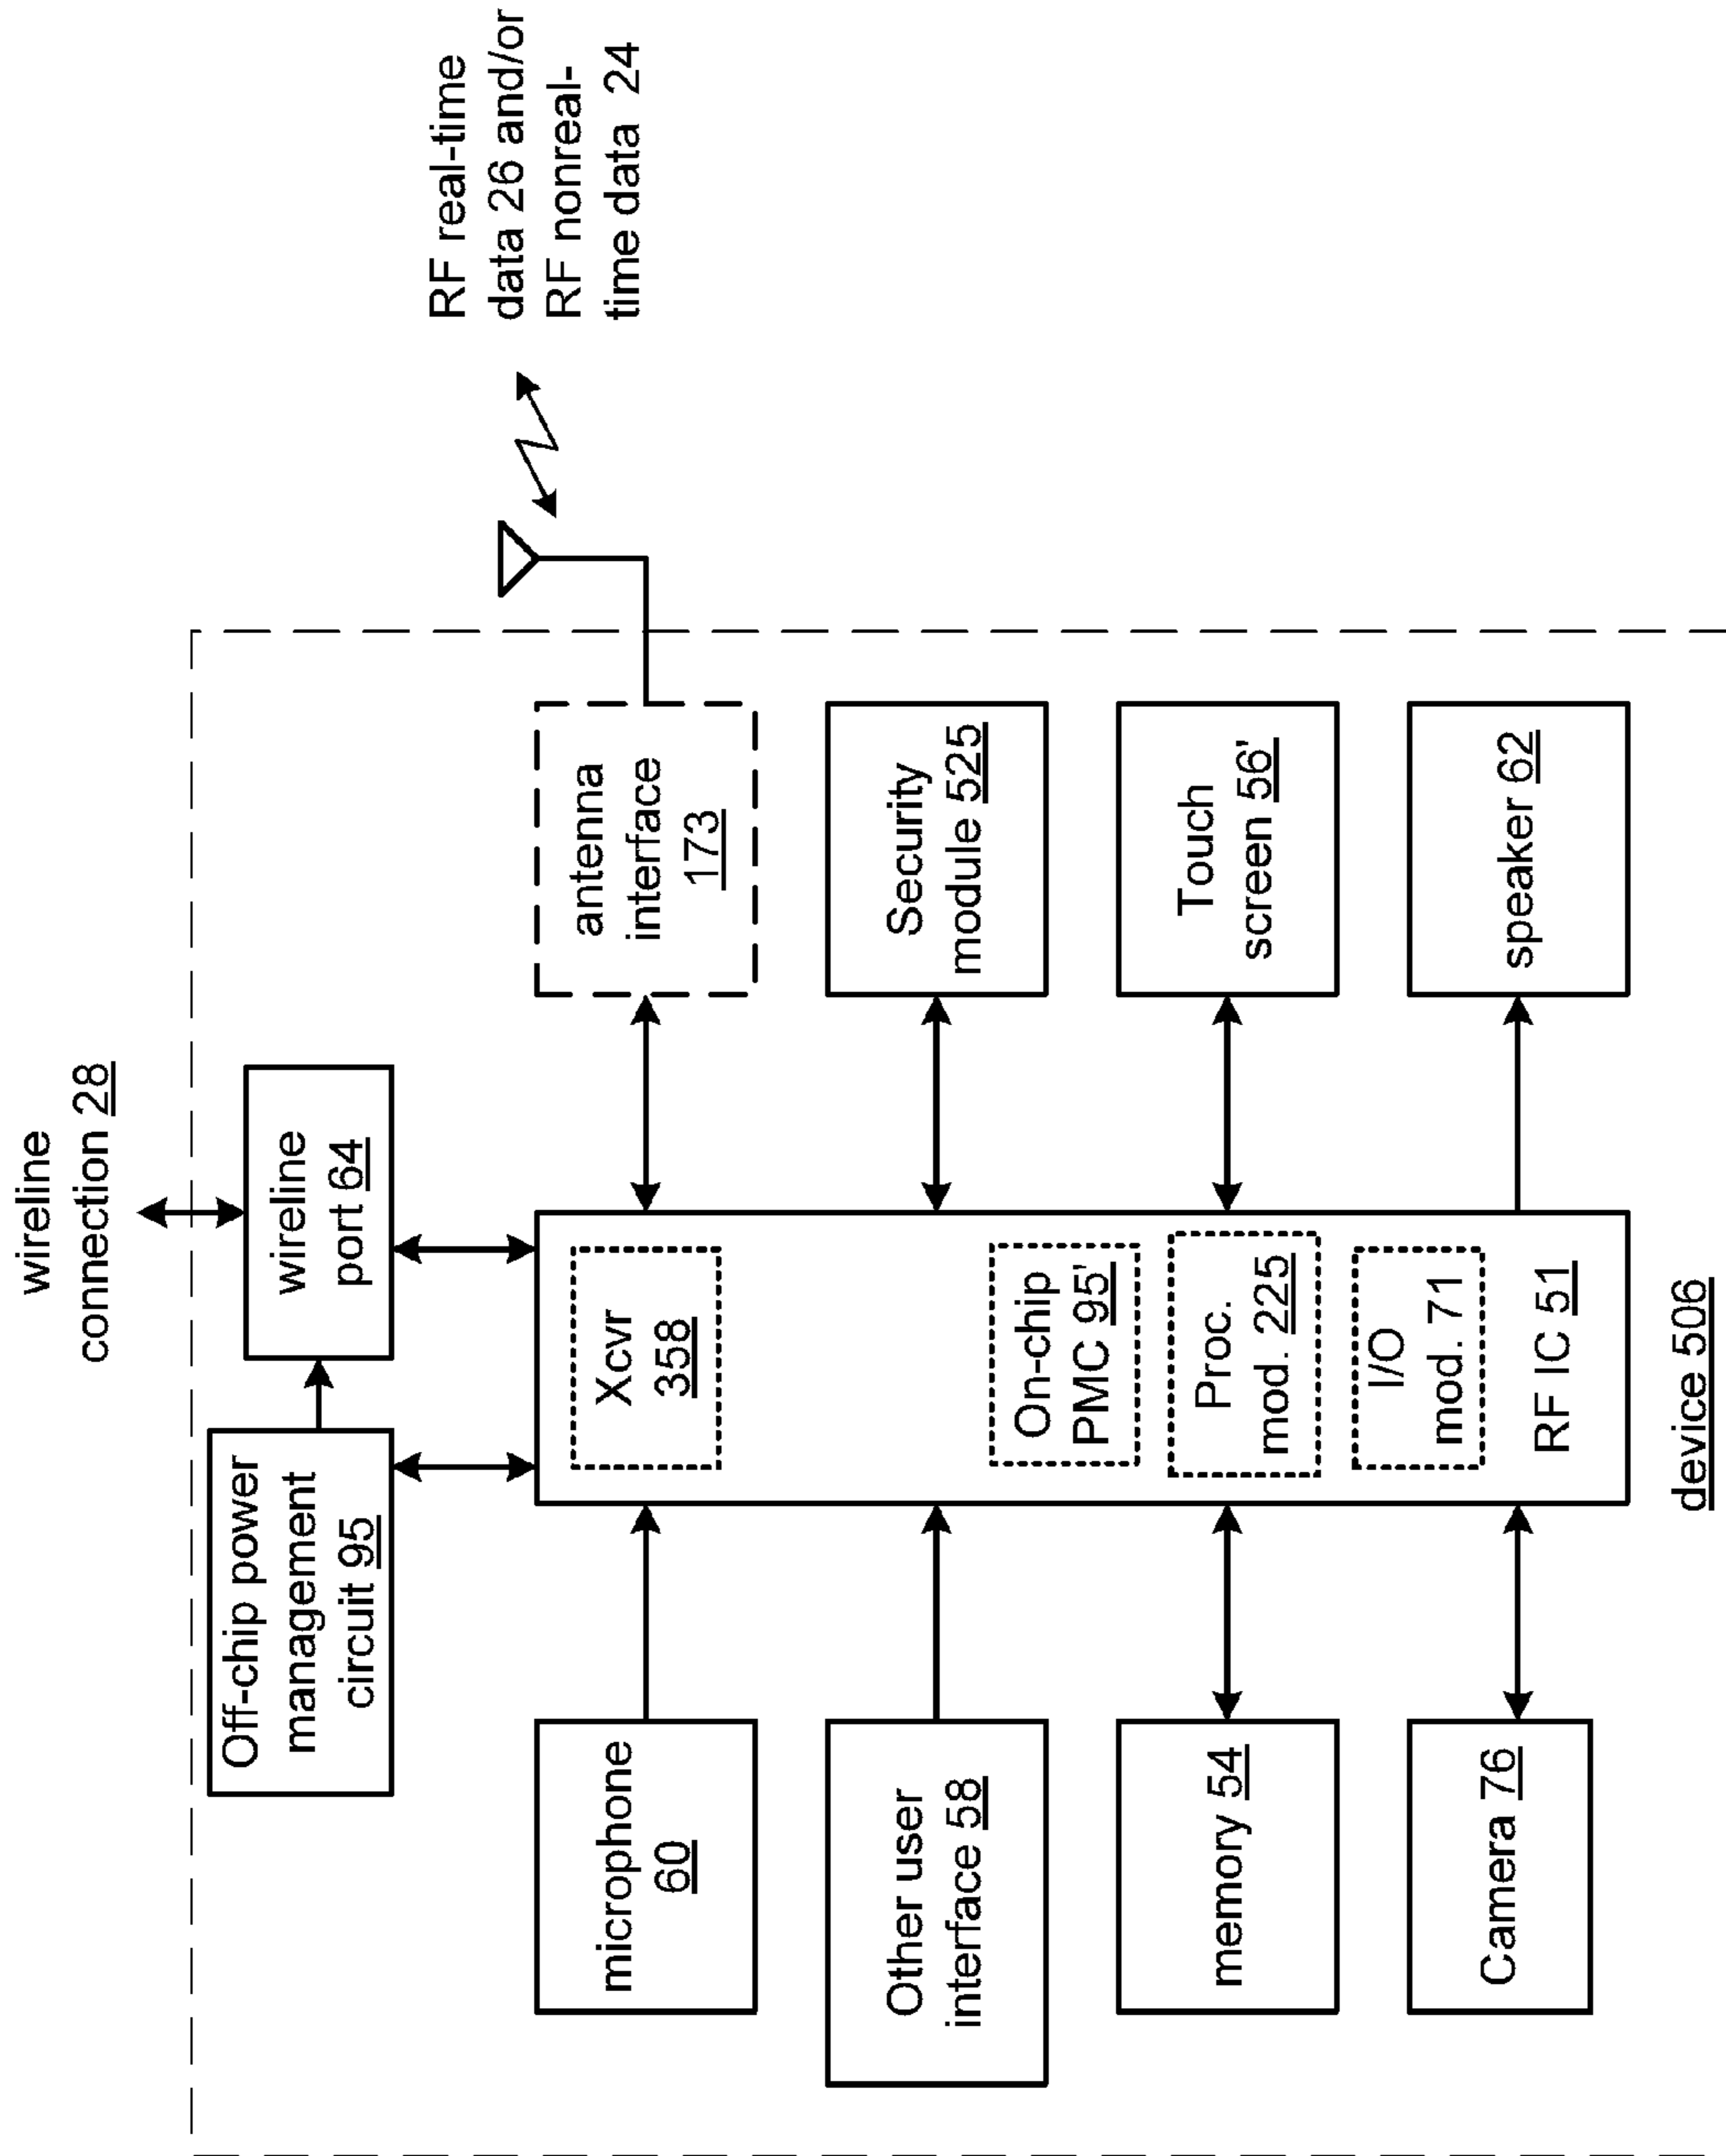 wireline
connection 28
Off-chip power
management
circuit 95
wireline
port 64
RF real-time
data 26 and/or
RF nonreal-
time data 24
microphone
60
Xcvr
358
antenna
interface
173
Other user
interface 58
Security
module 525
On-chip
PMC 95'
memory 54
Proc.
mod. 225
Touch
screen 56'
Camera 76
I/O
mod. 71
RF IC 51
speaker 62
device 506